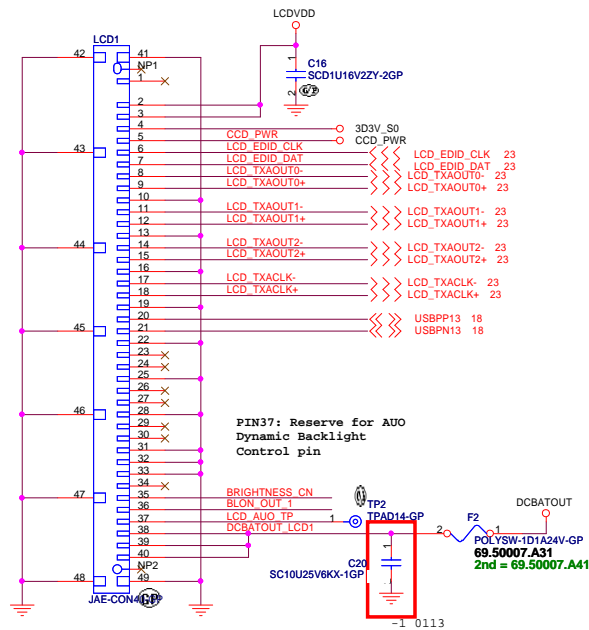 LCDVDD
LCD1
42
41
NP1
1
C16
SCD1U16V2ZY-2GP
1
2
2
3
4
3D3V_S0
5
CCD_PWR
CCD_PWR
43
6
LCD_EDID_CLK
LCD_EDID_CLK 23
7
LCD_EDID_DAT
LCD_EDID_DAT 23
8
LCD_TXAOUT0-
LCD_TXAOUT0- 23
9
LCD_TXAOUT0+
LCD_TXAOUT0+ 23
10
11
LCD_TXAOUT1-
LCD_TXAOUT1- 23
12
LCD_TXAOUT1+
LCD_TXAOUT1+ 23
13
44
14
LCD_TXAOUT2-
LCD_TXAOUT2- 23
15
LCD_TXAOUT2+
LCD_TXAOUT2+ 23
16
17
LCD_TXACLK-
LCD_TXACLK- 23
18
LCD_TXACLK+
LCD_TXACLK+ 23
19
20
USBPP13 18
45
21
USBPN13 18
22
23
24
25
26
27
46
28
29
30
31
32
33
34
PIN37: Reserve for AUO
Dynamic Backlight
Control pin
47
35
BRIGHTNESS_CN
36
BLON_OUT_1
37
LCD_AUO_TP
1
TP2
TPAD14-GP
38
DCBATOUT_LCD1
39
40
DCBATOUT
F2
2
1
POLYSW-1D1A24V-GP
69.50007.A31
2nd = 69.50007.A41
1
C20
SC10U25V6KX-1GP
NP2
48
49
-1 0113